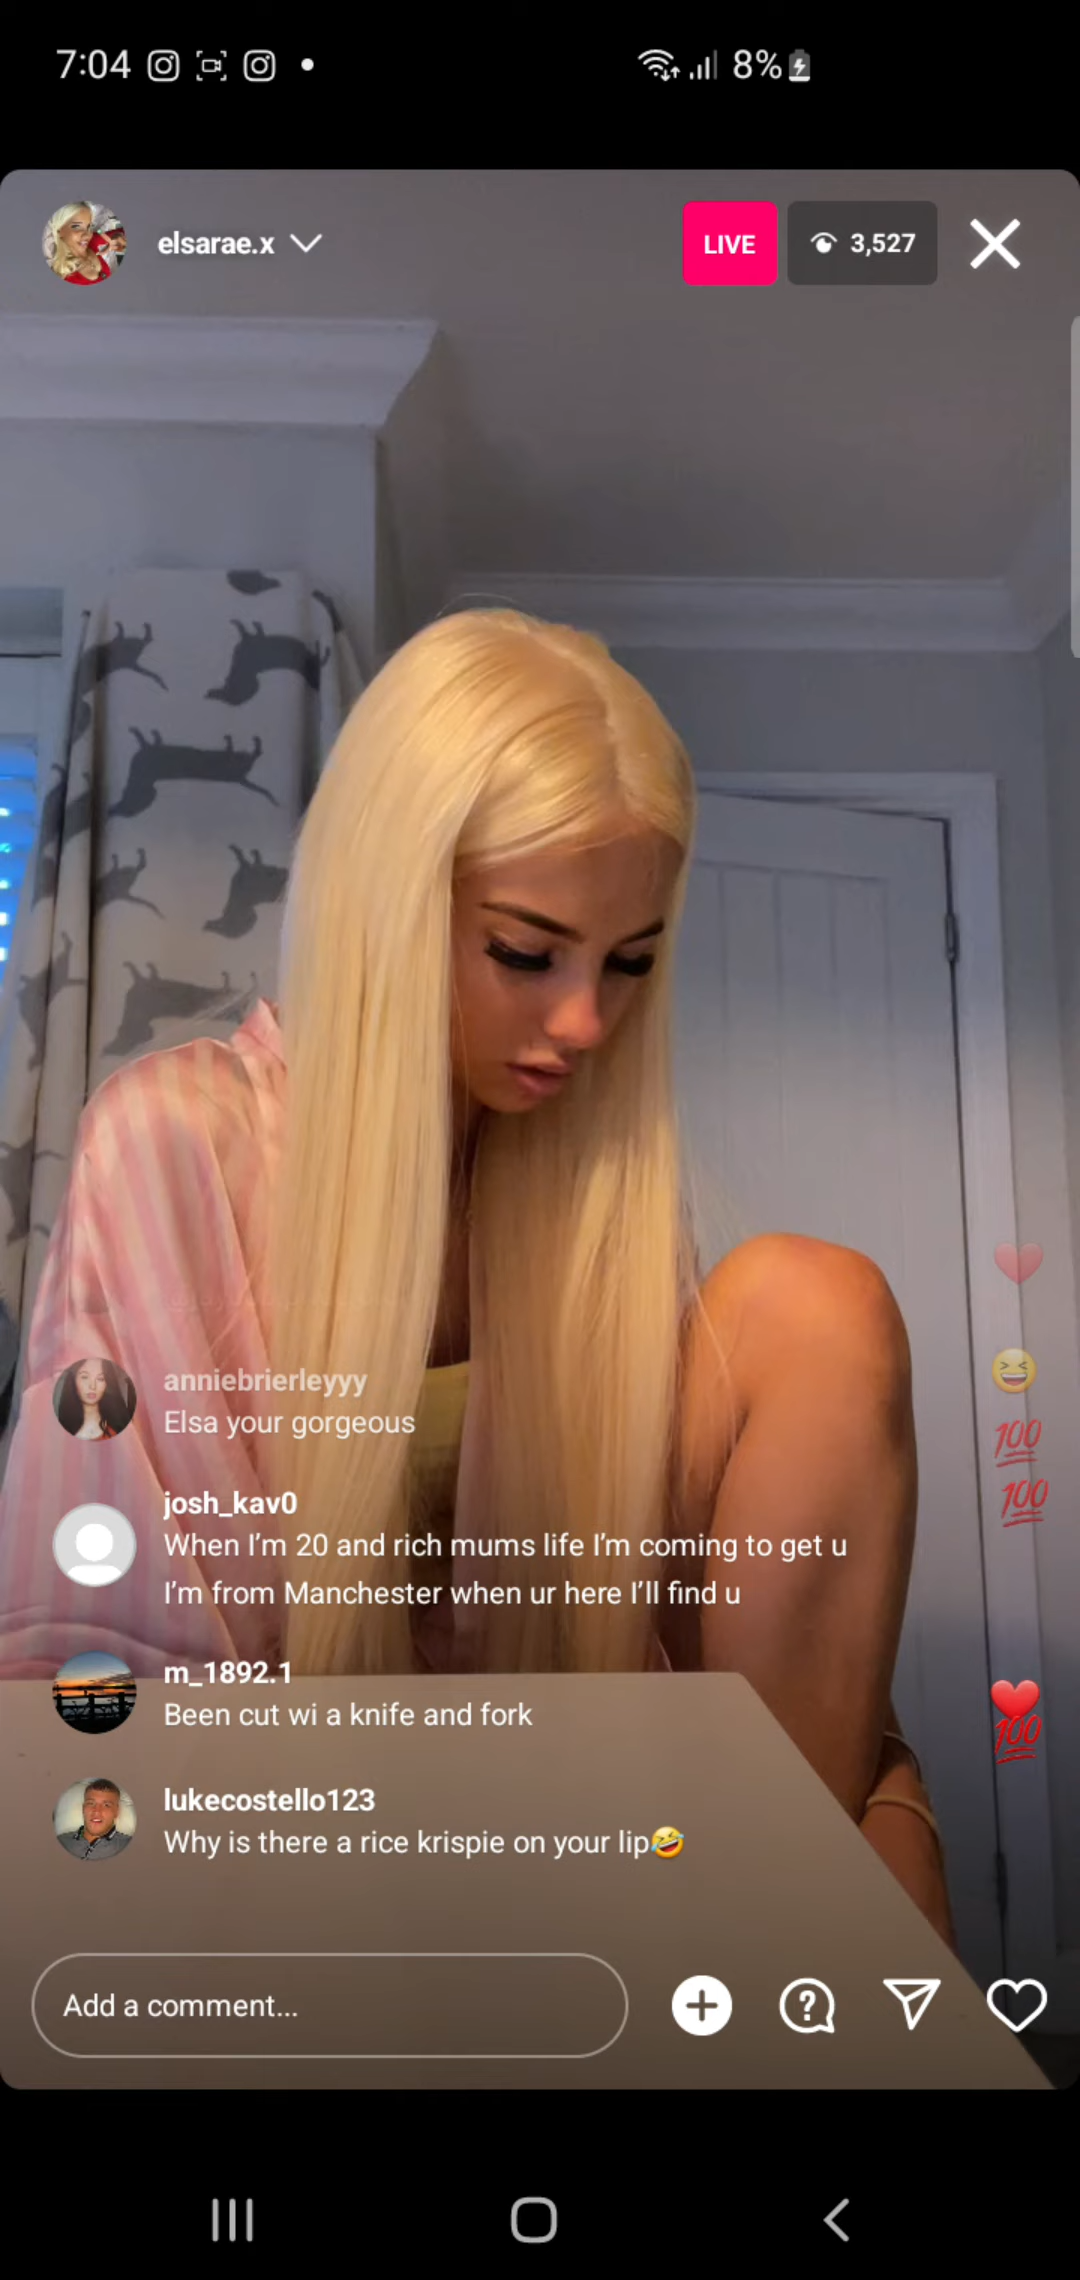 7:04 8%
elsarae.x LIVE 3,527
anniebrierleyyy
Elsa your gorgeous
josh_kav0
When I'm 20 and rich mums life I'm coming to get u
I'm from Manchester when ur here I'll find u
m_1892.1
Been cut wi a knife and fork
lukecostello123
Why is there a rice krispie on your lip🤣
Add a comment...